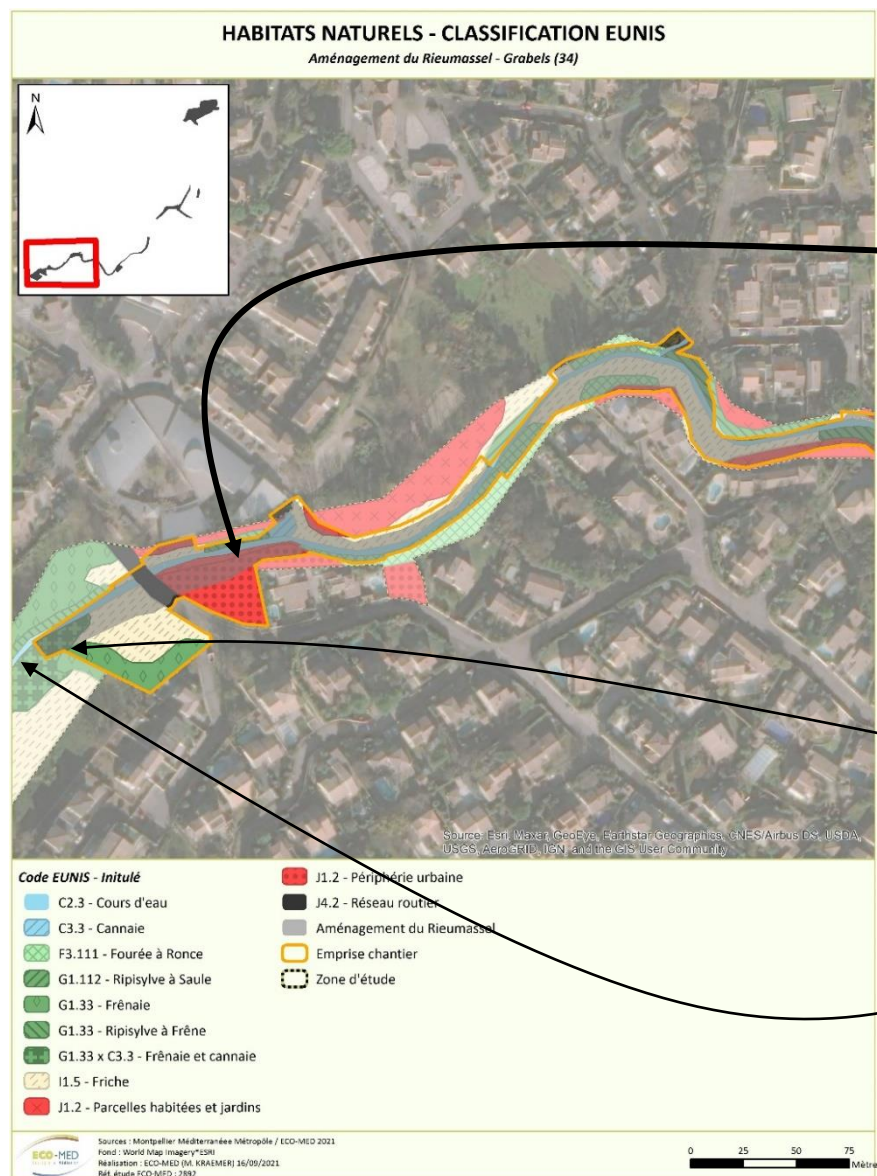 HABITATS NATURELS - CLASSIFICATION EUNIS
Aménagement du Rieumassel - Grabels (34)
N
Source: Esri, Maxar, GeoEye, Earthstar Geographics, CNES/Airbus DS, USDA,
USGS, AeroGRID, IGN, and the GIS User Community
Code EUNIS - Initulé
C2.3 - Cours d'eau
C3.3 - Cannaie
F3.111 - Fourée à Ronce
G1.112 - Ripisylve à Saule
G1.33 - Frênaie
G1.33 - Ripisylve à Frêne
G1.33 x C3.3 - Frênaie et cannaie
I1.5 - Friche
J1.2 - Parcelles habitées et jardins
J1.2 - Périphérie urbaine
J4.2 - Réseau routier
Aménagement du Rieumassel
Emprise chantier
Zone d'étude
ECO-MED
Sources : Montpellier Méditerranéee Métropôle / ECO-MED 2021
Fond : World Map Imagery®ESRI
Réalisation : ECO-MED (M. KRAEMER) 16/09/2021
Réf. étude ECO-MED : 2892
0 25 50 75
Mètre